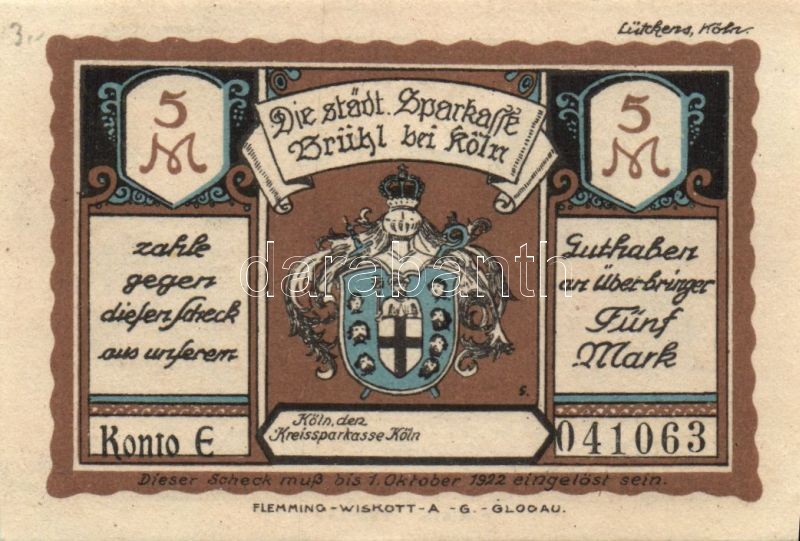 3.-
Lütkens, Köln.
5
M
Die städt. Sparkasse
Brühl bei Köln
5
M
zahle
gegen
diesen Scheck
aus unserem
Guthaben
an Überbringer
Fünf
Mark
darabanth
S.
Konto E
Köln, den
Kreissparkasse Köln
041063
Dieser Scheck muß bis 1. Oktober 1922 eingelöst sein.
FLEMMING-WISKOTT-A-G.-GLOGAU.